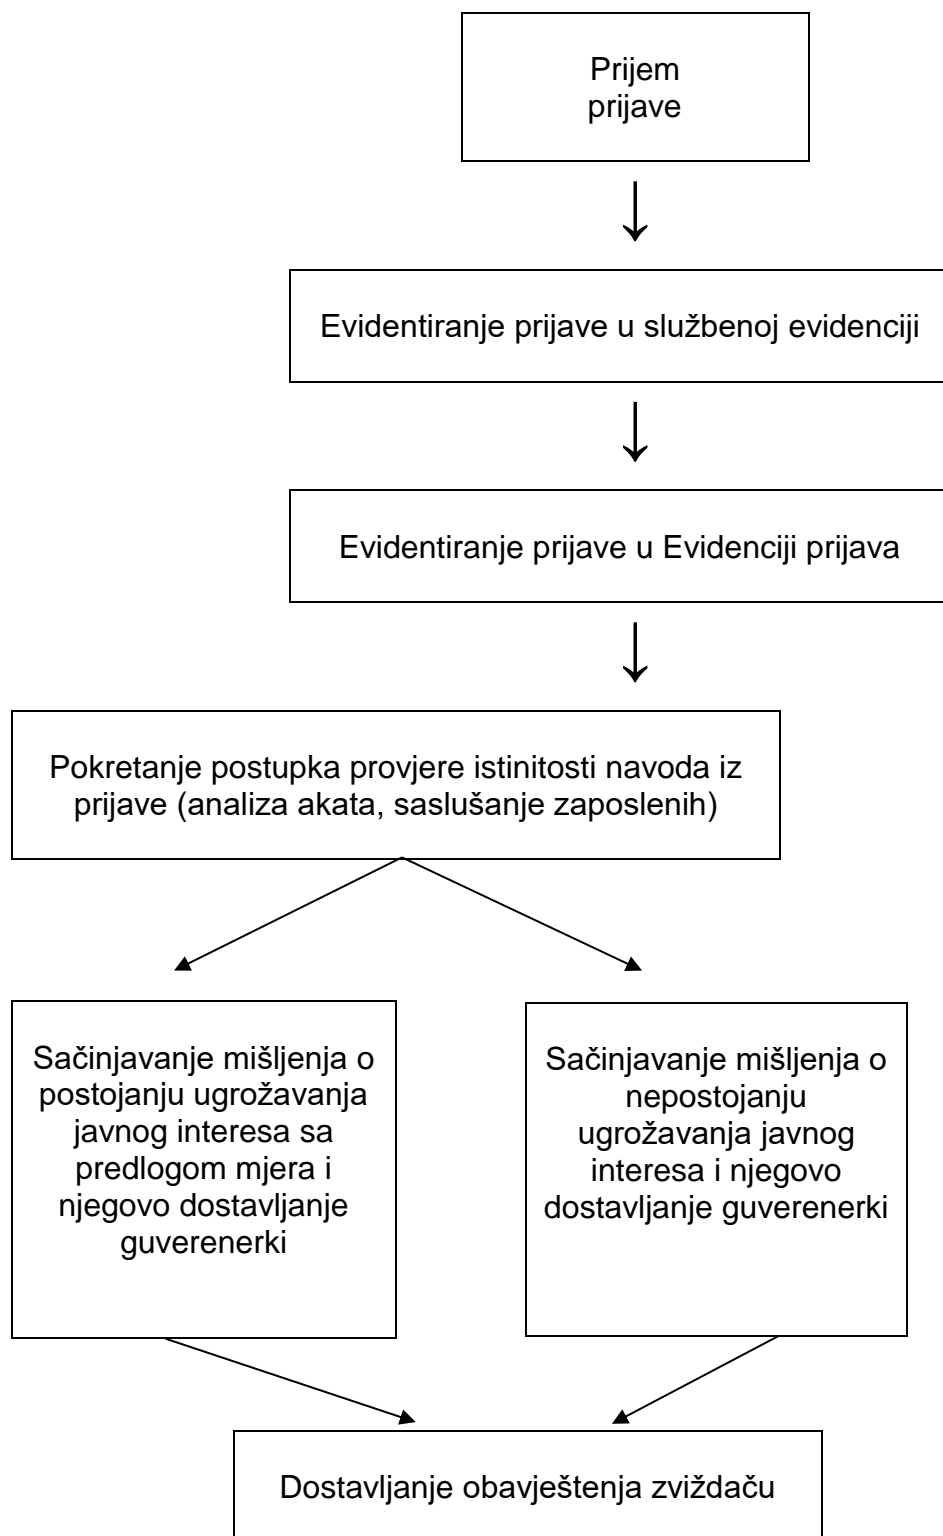 Prijem
prijave
Evidentiranje prijave u službenoj evidenciji
Evidentiranje prijave u Evidenciji prijava
Pokretanje postupka provjere istinitosti navoda iz
prijave (analiza akata, saslušanje zaposlenih)
Sačinjavanje mišljenja o
postojanju ugrožavanja
javnog interesa sa
predlogom mjera i
njegovo dostavljanje
guverenerki
Sačinjavanje mišljenja o
nepostojanju
ugrožavanja javnog
interesa i njegovo
dostavljanje guverenerki
Dostavljanje obavještenja zviždaču